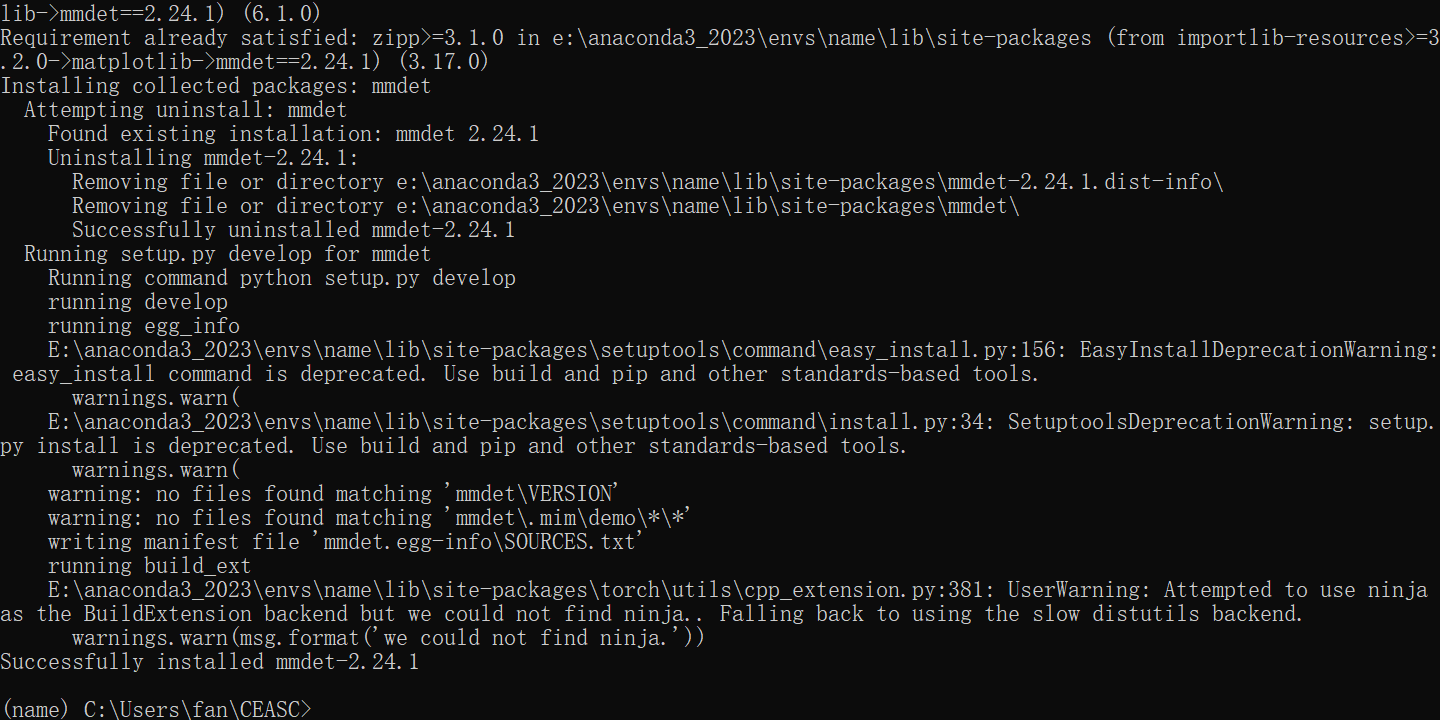 lib->mmdet==2.24.1) (6.1.0)
Requirement already satisfied: zipp>=3.1.0 in e:\anaconda3_2023\envs\name\lib\site-packages (from importlib-resources>=3
.2.0->matplotlib->mmdet==2.24.1) (3.17.0)
Installing collected packages: mmdet
  Attempting uninstall: mmdet
    Found existing installation: mmdet 2.24.1
    Uninstalling mmdet-2.24.1:
      Removing file or directory e:\anaconda3_2023\envs\name\lib\site-packages\mmdet-2.24.1.dist-info\
      Removing file or directory e:\anaconda3_2023\envs\name\lib\site-packages\mmdet\
      Successfully uninstalled mmdet-2.24.1
  Running setup.py develop for mmdet
    Running command python setup.py develop
    running develop
    running egg_info
    E:\anaconda3_2023\envs\name\lib\site-packages\setuptools\command\easy_install.py:156: EasyInstallDeprecationWarning:
 easy_install command is deprecated. Use build and pip and other standards-based tools.
      warnings.warn(
    E:\anaconda3_2023\envs\name\lib\site-packages\setuptools\command\install.py:34: SetuptoolsDeprecationWarning: setup.
py install is deprecated. Use build and pip and other standards-based tools.
      warnings.warn(
    warning: no files found matching 'mmdet\VERSION'
    warning: no files found matching 'mmdet\.mim\demo\*\*'
    writing manifest file 'mmdet.egg-info\SOURCES.txt'
    running build_ext
    E:\anaconda3_2023\envs\name\lib\site-packages\torch\utils\cpp_extension.py:381: UserWarning: Attempted to use ninja
as the BuildExtension backend but we could not find ninja.. Falling back to using the slow distutils backend.
      warnings.warn(msg.format('we could not find ninja.'))
Successfully installed mmdet-2.24.1
(name) C:\Users\fan\CEASC>